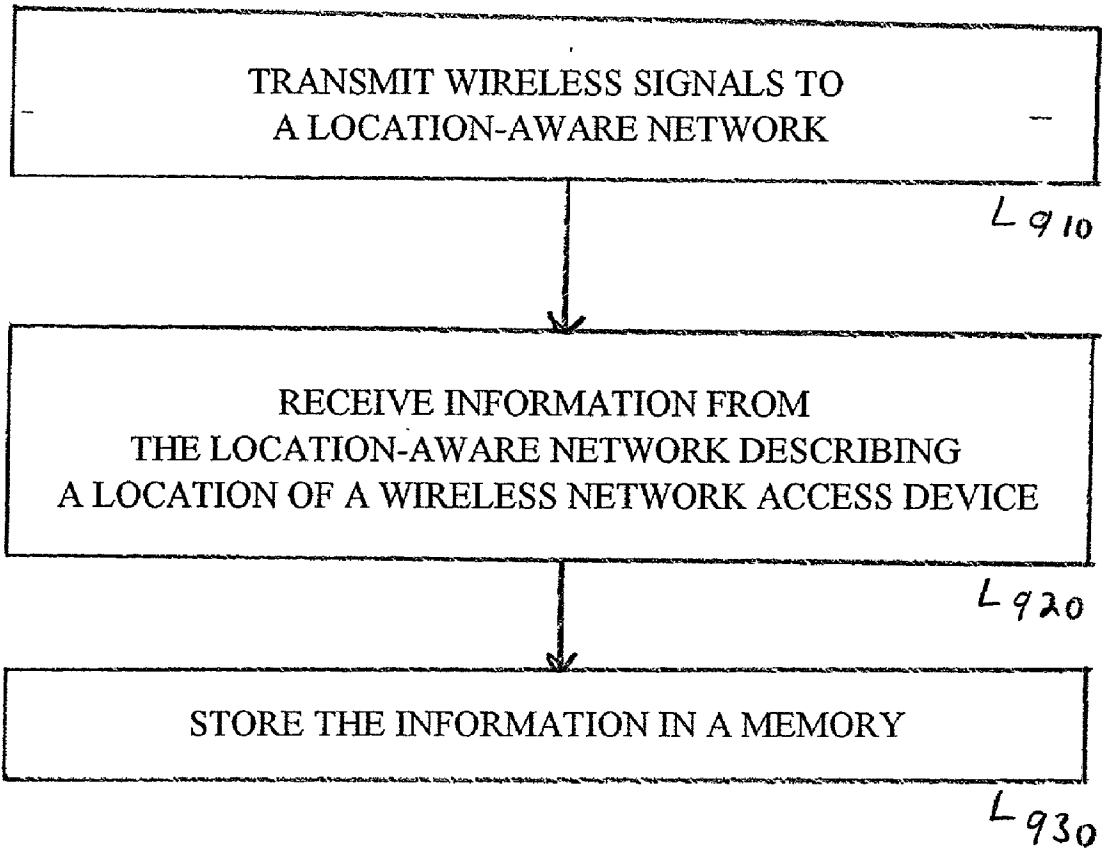 TRANSMIT WIRELESS SIGNALS TO
A LOCATION-AWARE NETWORK
910
RECEIVE INFORMATION FROM
THE LOCATION-AWARE NETWORK DESCRIBING
A LOCATION OF A WIRELESS NETWORK ACCESS DEVICE
920
STORE THE INFORMATION IN A MEMORY
930